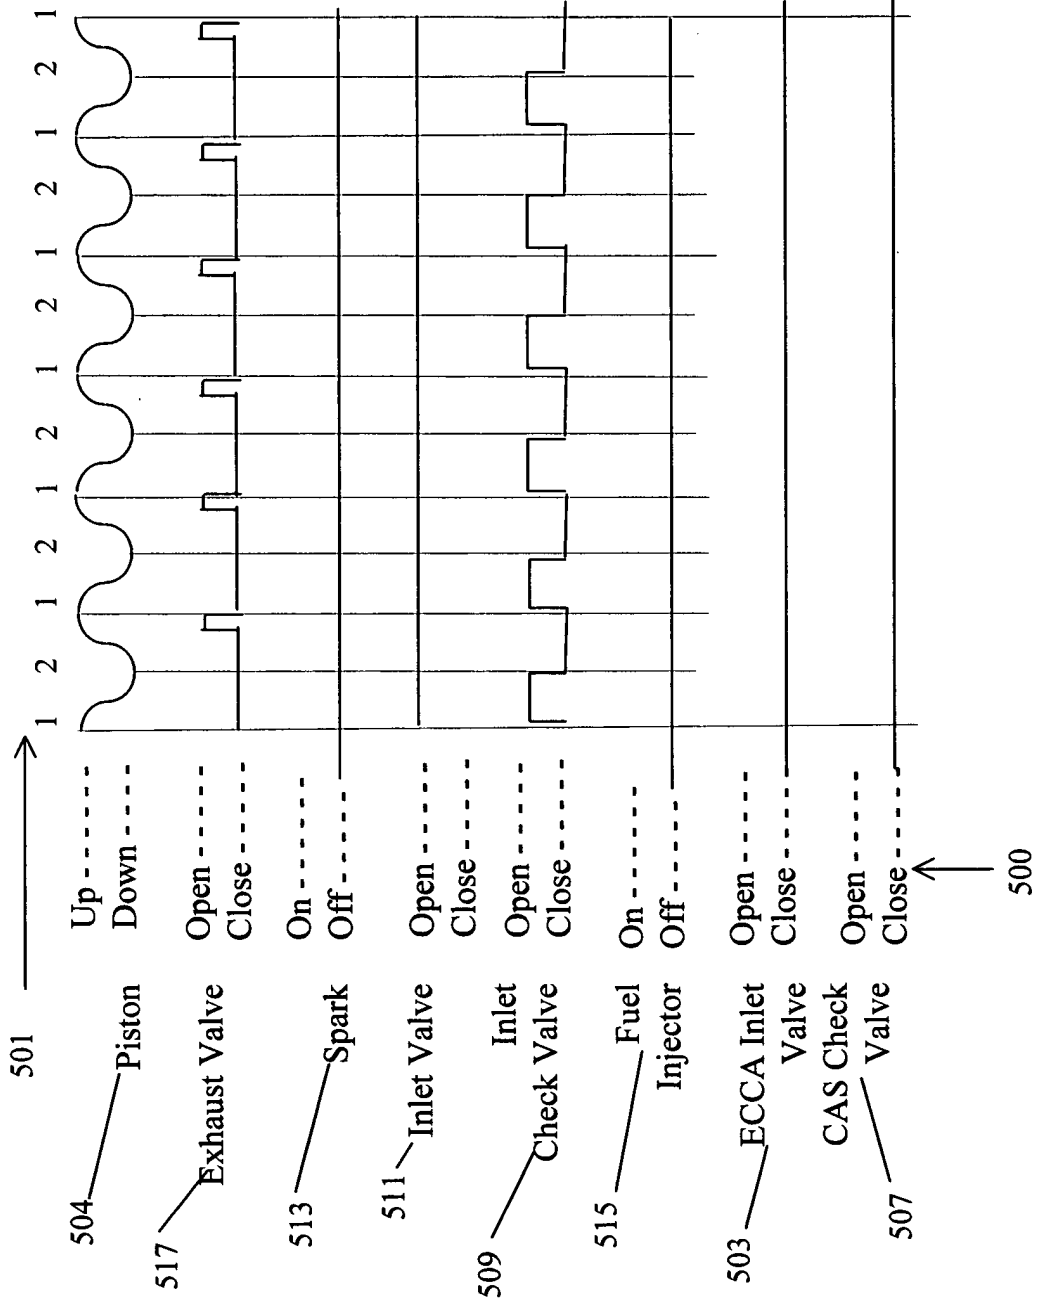 501
1 2 1 2 1 2 1 2 1 2 1 2 1
504
Piston
Up
Down
517
Exhaust Valve
Open
Close
513
Spark
On
Off
511
Inlet Valve
Open
Close
509
Inlet
Check Valve
Open
Close
515
Fuel
Injector
On
Off
503
ECCA Inlet
Valve
Open
Close
507
CAS Check
Valve
Open
Close
500